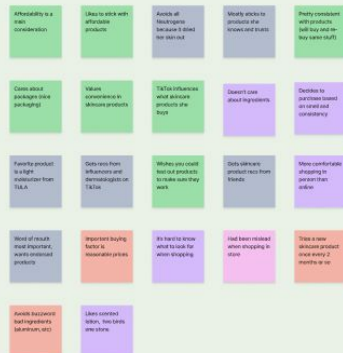 Affordability is a
main
consideration
Likes to stick with
affordable
products
Avoids all
Neutrogena
because it dried
her skin out
Mostly sticks to
products she
knows and trusts
Pretty consistent
with products
(will buy and re-
buy same stuff)
Cares about
packages (nice
packaging)
Values
convenience in
skincare products
TikTok influences
what skincare
products she
buys
Doesn't care
about ingredients
Decides to
purchase based
on smell and
consistency
Favorite product
is a light
moisturizer from
TULA
Gets recs from
influencers and
dermatologists on
TikTok
Wishes you could
test out products
to make sure they
work
Gets skincare
product recs from
friends
More comfortable
shopping in
person than
online
Word of mouth
most important,
wants endorsed
products
Important buying
factor is
reasonable prices
It's hard to know
what to look for
when shopping
Had been mislead
when shopping in
store
Tries a new
skincare product
once every 2
months or so
Avoids buzzword
bad ingredients
(aluminum, etc)
Likes scented
lotion, two birds
one stone